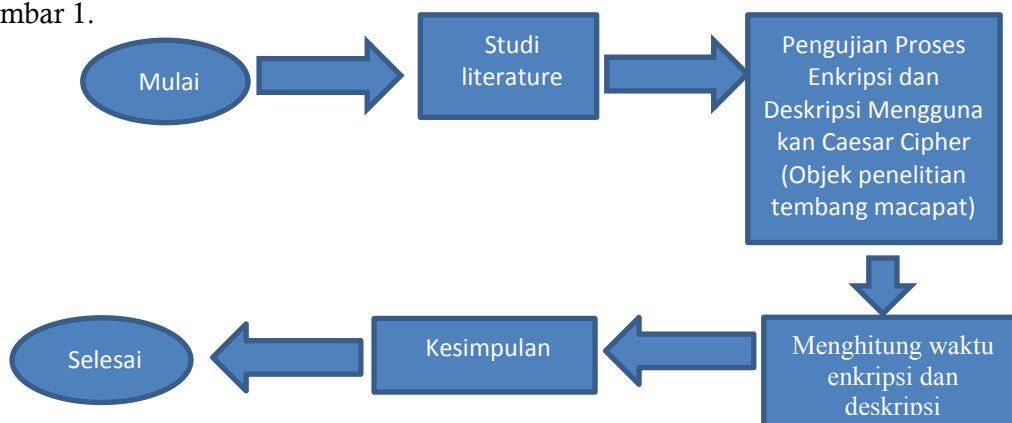 mbar 1.
Mulai
Studi
literature
Pengujian Proses
Enkripsi dan
Deskripsi Mengguna
kan Caesar Cipher
(Objek penelitian
tembang macapat)
Menghitung waktu
enkripsi dan
deskripsi
Kesimpulan
Selesai